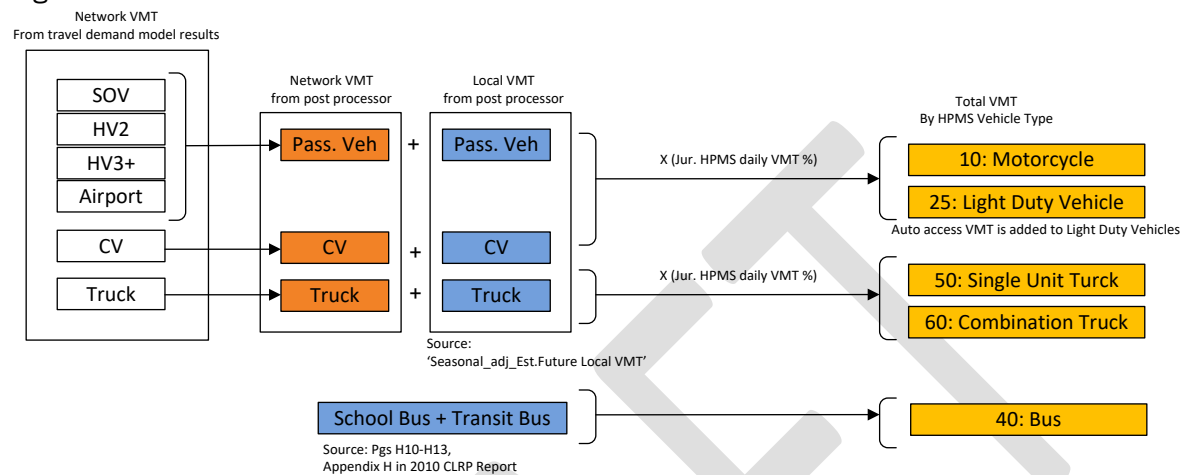 Network VMT
From travel demand model results
SOV
HV2
HV3+
Airport
CV
Truck
Network VMT
from post processor
Pass. Veh
CV
Truck
+
+
+
Local VMT
from post processor
Pass. Veh
CV
Truck
Source:
‘Seasonal_adj_Est.Future Local VMT’
X (Jur. HPMS daily VMT %)
X (Jur. HPMS daily VMT %)
Total VMT
By HPMS Vehicle Type
10: Motorcycle
25: Light Duty Vehicle
Auto access VMT is added to Light Duty Vehicles
50: Single Unit Turck
60: Combination Truck
School Bus + Transit Bus
40: Bus
Source: Pgs H10-H13,
Appendix H in 2010 CLRP Report